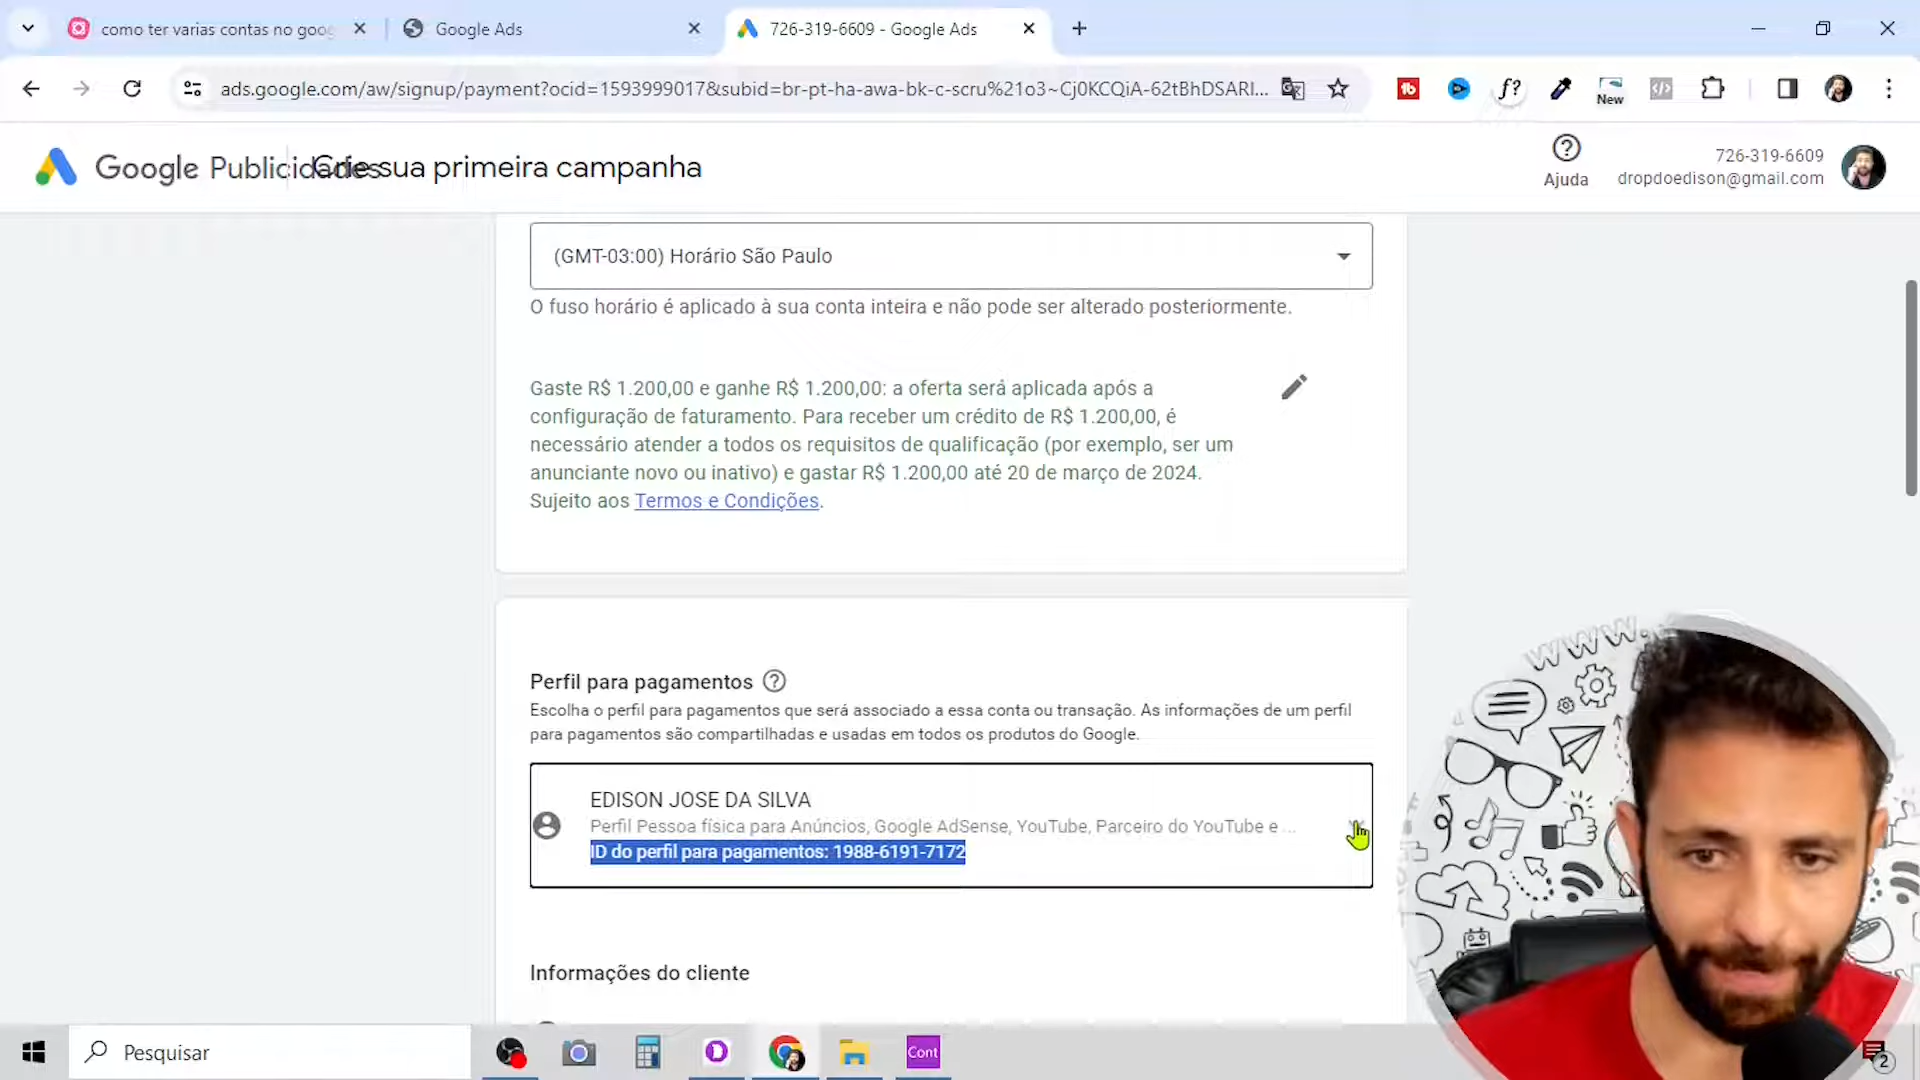 como ter varias contas no goog
Google Ads
726-319-6609 - Google Ads
ads.google.com/aw/signup/payment?ocid=1593999017&subid=br-pt-ha-awa-bk-c-scru%21o3~Cj0KCQiA-62tBhDSARI...
f?
New
Google Publicidades
Crie sua primeira campanha
Ajuda
726-319-6609
dropdoedison@gmail.com
(GMT-03:00) Horário São Paulo
O fuso horário é aplicado à sua conta inteira e não pode ser alterado posteriormente.
Gaste R$ 1.200,00 e ganhe R$ 1.200,00: a oferta será aplicada após a
configuração de faturamento. Para receber um crédito de R$ 1.200,00, é
necessário atender a todos os requisitos de qualificação (por exemplo, ser um
anunciante novo ou inativo) e gastar R$ 1.200,00 até 20 de março de 2024.
Sujeito aos Termos e Condições.
Perfil para pagamentos
Escolha o perfil para pagamentos que será associado a essa conta ou transação. As informações de um perfil
para pagamentos são compartilhadas e usadas em todos os produtos do Google.
EDISON JOSE DA SILVA
Perfil Pessoa física para Anúncios, Google AdSense, YouTube, Parceiro do YouTube e ...
ID do perfil para pagamentos: 1988-6191-7172
Informações do cliente
www.
Pesquisar
Cont
2